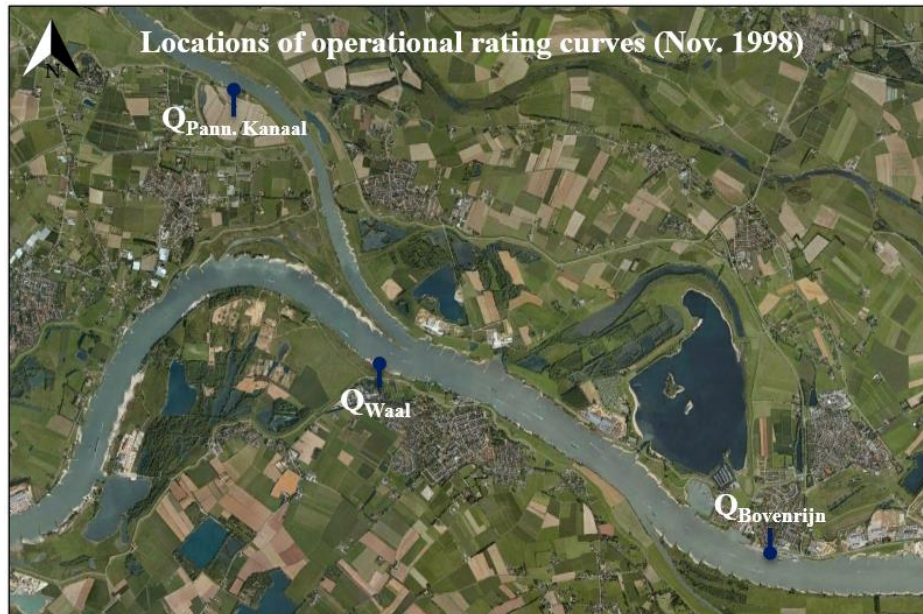 Locations of operational rating curves (Nov. 1998)
N
QPann. Kanaal
QWaal
QBovenrijn